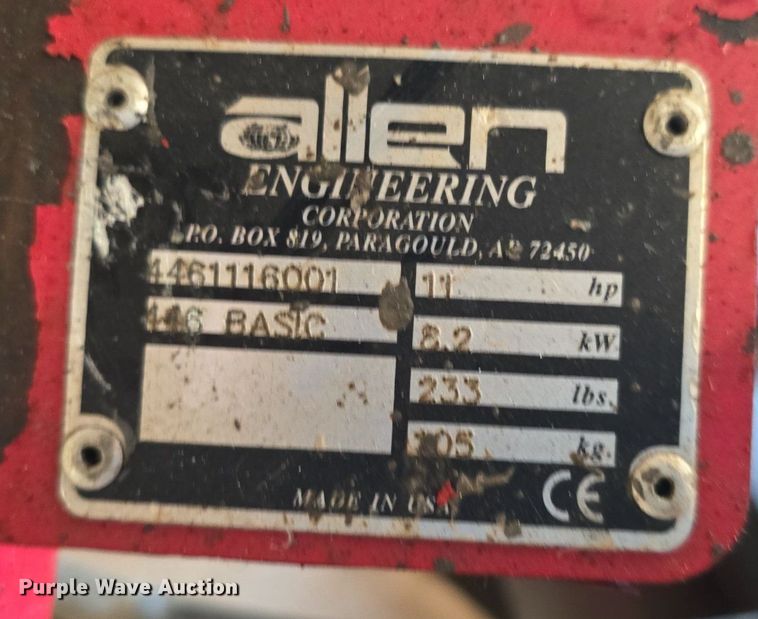 allen
ENGINEERING
CORPORATION
P.O. BOX 819, PARAGOULD, AR 72450
4461116001
11 hp
446 BASIC
8.2 kW
233 lbs.
105 kg.
MADE IN USA
CE
Purple Wave Auction